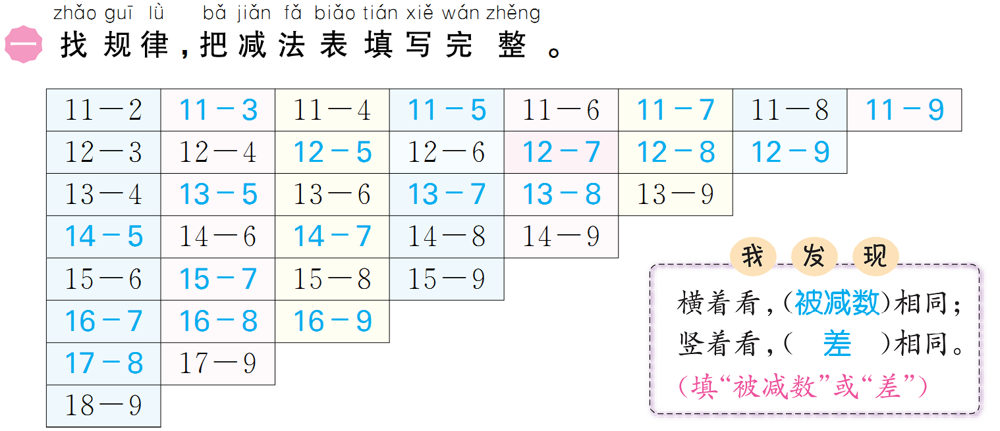 zhǎo guī lǜ bǎ jiǎn fǎ biǎo tián xiě wán zhěng
一 找规律,把减法表填写完整。
11-2 11-3 11-4 11-5 11-6 11-7 11-8 11-9
12-3 12-4 12-5 12-6 12-7 12-8 12-9
13-4 13-5 13-6 13-7 13-8 13-9
14-5 14-6 14-7 14-8 14-9
15-6 15-7 15-8 15-9
16-7 16-8 16-9
17-8 17-9
18-9
我发现
横着看,(被减数)相同;
竖着看,( 差 )相同。
(填“被减数”或“差”)